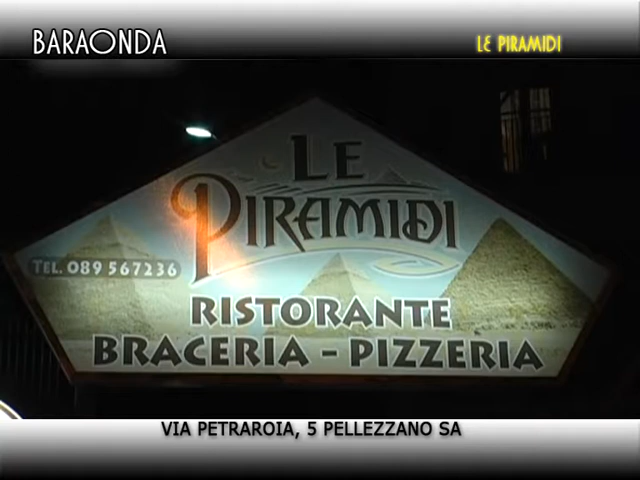 BARAONDA
LE PIRAMIDI
LE
PIRAMIDI
TEL. 089 567236
RISTORANTE
BRACERIA - PIZZERIA
VIA PETRAROIA, 5 PELLEZZANO SA